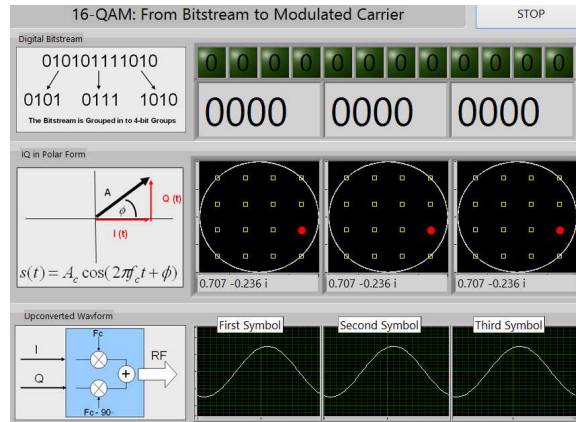 16-QAM: From Bitstream to Modulated Carrier
STOP
Digital Bitstream
010101111010
0101 0111 1010
The Bitstream is Grouped in to 4-bit Groups
0 0 0 0 0 0 0 0 0 0 0 0
0000 0000 0000
IQ in Polar Form
A
Q (t)
ϕ
I (t)
s(t) = A_c cos(2πf_c t + ϕ)
0.707 -0.236 i
0.707 -0.236 i
0.707 -0.236 i
Upconverted Wavform
Fc
I
Q
RF
Fc - 90
First Symbol
Second Symbol
Third Symbol